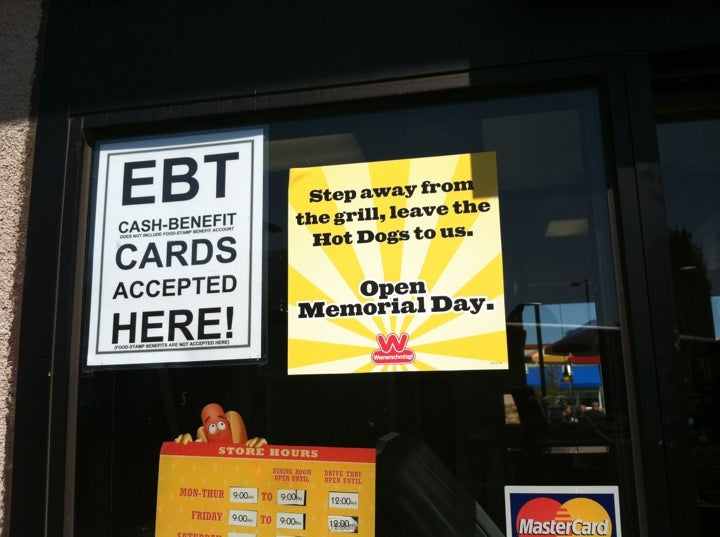 EBT
CASH-BENEFIT
DOES NOT INCLUDE FOOD-STAMP BENEFIT ACCOUNT
CARDS
ACCEPTED
HERE!
(FOOD-STAMP BENEFITS ARE NOT ACCEPTED HERE)
Step away from
the grill, leave the
Hot Dogs to us.
Open
Memorial Day.
W
Wienerschnitzel
STORE HOURS
DINING ROOM DRIVE THRU
OPEN UNTIL OPEN UNTIL
MON-THUR 9:00AM TO 9:00 12:00
FRIDAY 9:00AM TO 9:00 12:00
SATURDAY
MasterCard